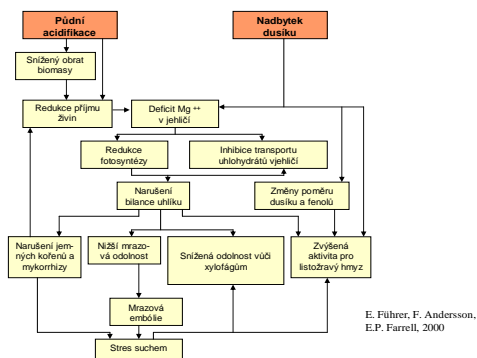 Půdní
acidifikace
Nadbytek
dusíku
Snížený obrat
biomasy
Redukce příjmu
živin
Deficit Mg ++
v jehličí
Redukce
fotosyntézy
Inhibice transportu
uhlohydrátů vjehličí
Narušení
bilance uhlíku
Změny poměru
dusíku a fenolů
Narušení jem-
ných kořenů a
mykorrhizy
Nižší mrazo-
vá odolnost
Snížená odolnost vůči
xylofágům
Zvýšená
aktivita pro
listožravý hmyz
Mrazová
embólie
Stres suchem
E. Führer, F. Andersson,
E.P. Farrell, 2000